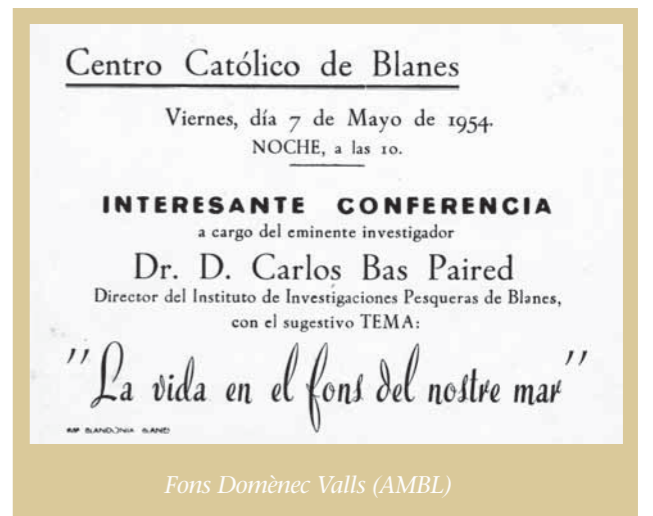 Centro Católico de Blanes
Viernes, día 7 de Mayo de 1954.
NOCHE, a las 10.
INTERESANTE CONFERENCIA
a cargo del eminente investigador
Dr. D. Carlos Bas Paired
Director del Instituto de Investigaciones Pesqueras de Blanes,
con el sugestivo TEMA:
"La vida en el fons del nostre mar"
Fons Domènec Valls (AMBL)